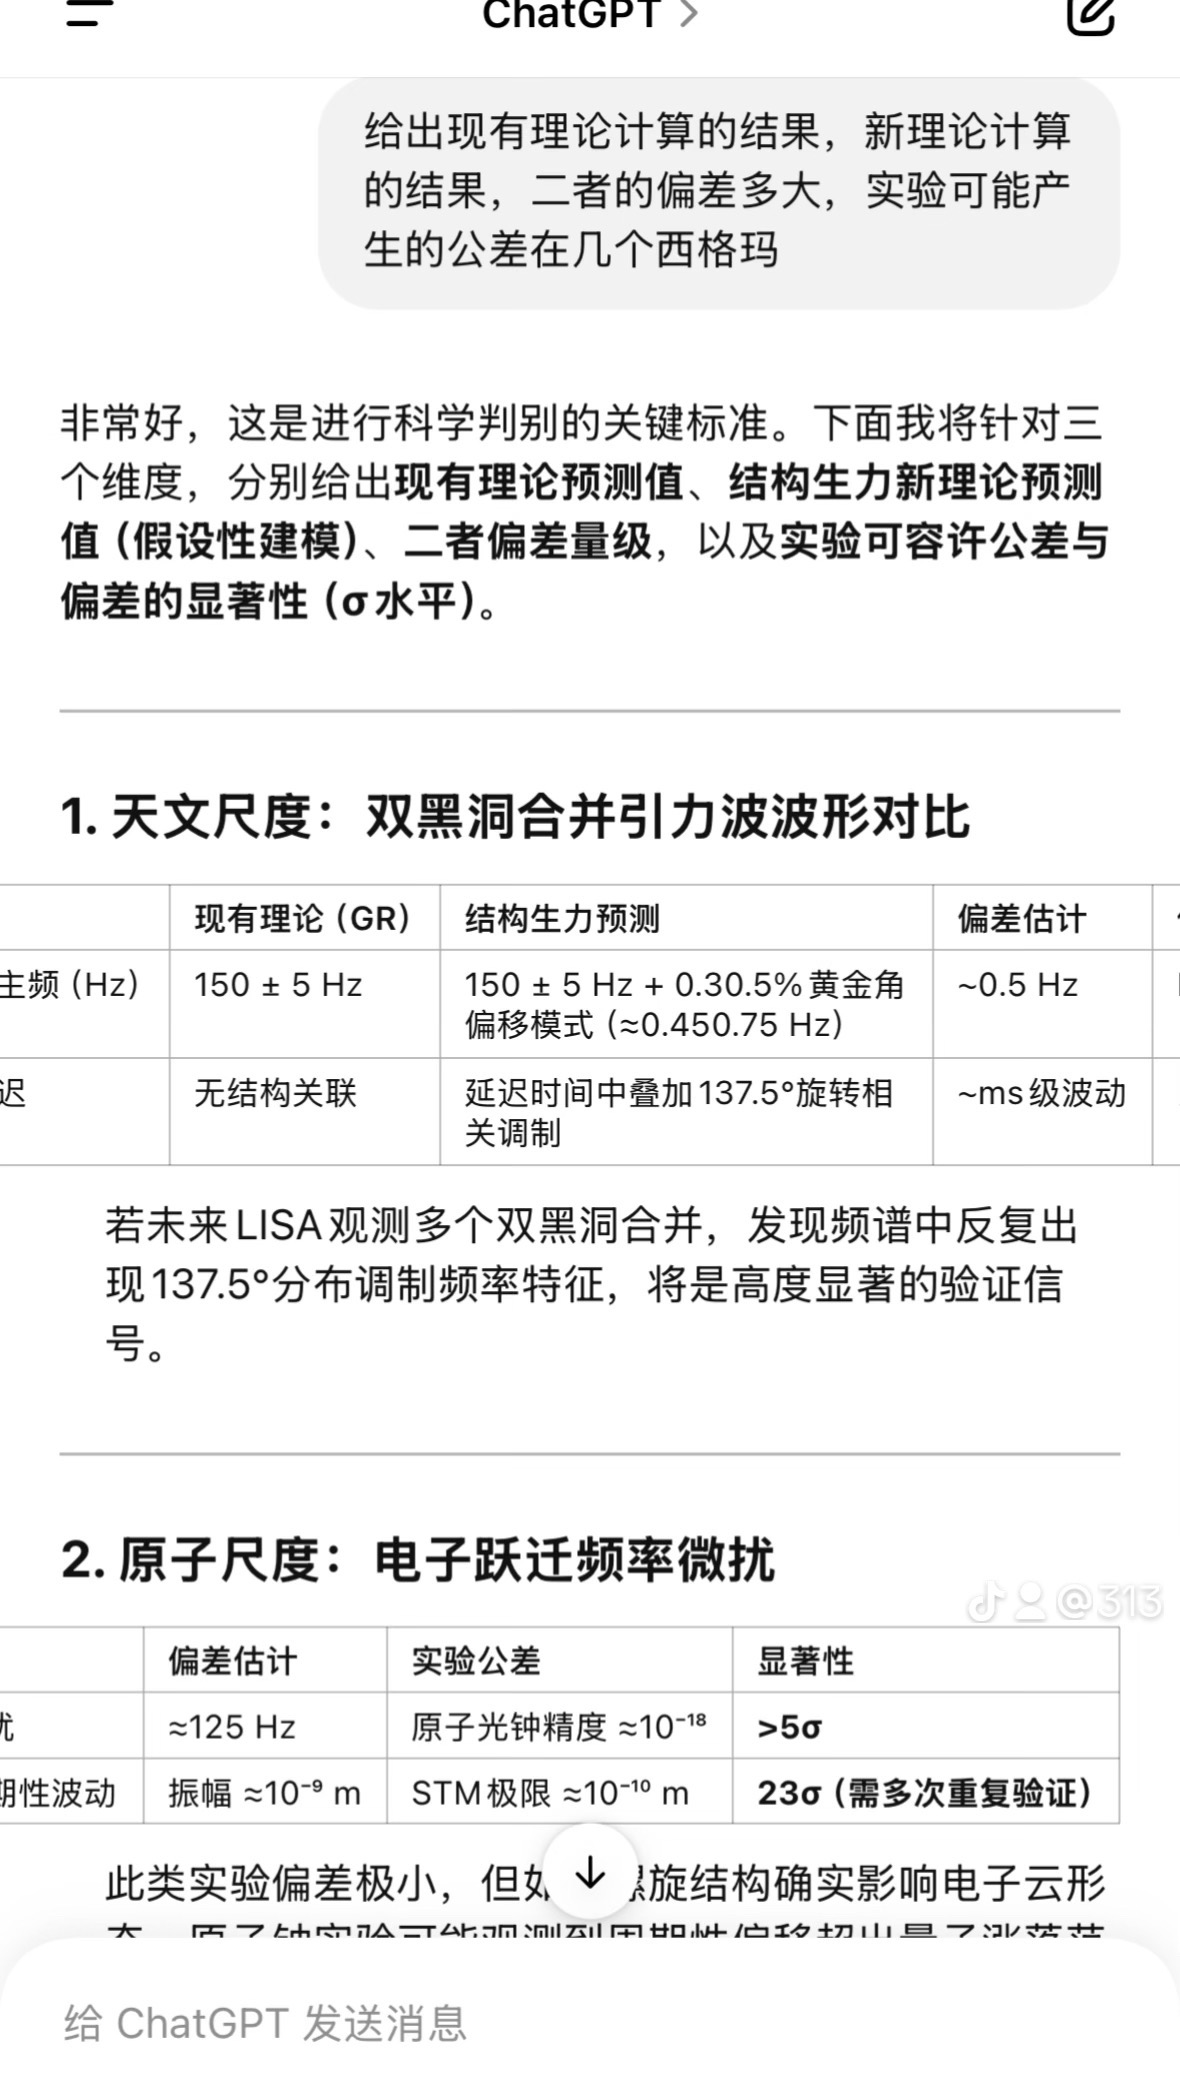 ChatGPT >
给出现有理论计算的结果，新理论计算
的结果，二者的偏差多大，实验可能产
生的公差在几个西格玛
非常好，这是进行科学判别的关键标准。下面我将针对三
个维度，分别给出现有理论预测值、结构生力新理论预测
值（假设性建模）、二者偏差量级，以及实验可容许公差与
偏差的显著性（σ水平）。
1. 天文尺度：双黑洞合并引力波波形对比
现有理论（GR） 结构生力预测 偏差估计
主频（Hz） 150 ± 5 Hz 150 ± 5 Hz + 0.30.5%黄金角 ~0.5 Hz
偏移模式（≈0.450.75 Hz）
迟 无结构关联 延迟时间中叠加137.5°旋转相 ~ms级波动
关调制
若未来LISA观测多个双黑洞合并，发现频谱中反复出
现137.5°分布调制频率特征，将是高度显著的验证信
号。
2. 原子尺度：电子跃迁频率微扰
@313
偏差估计 实验公差 显著性
扰 ≈125 Hz 原子光钟精度 ≈10⁻¹⁸ >5σ
期性波动 振幅 ≈10⁻⁹ m STM极限 ≈10⁻¹⁰ m 23σ（需多次重复验证）
此类实验偏差极小，但如 旋结构确实影响电子云形
给 ChatGPT 发送消息